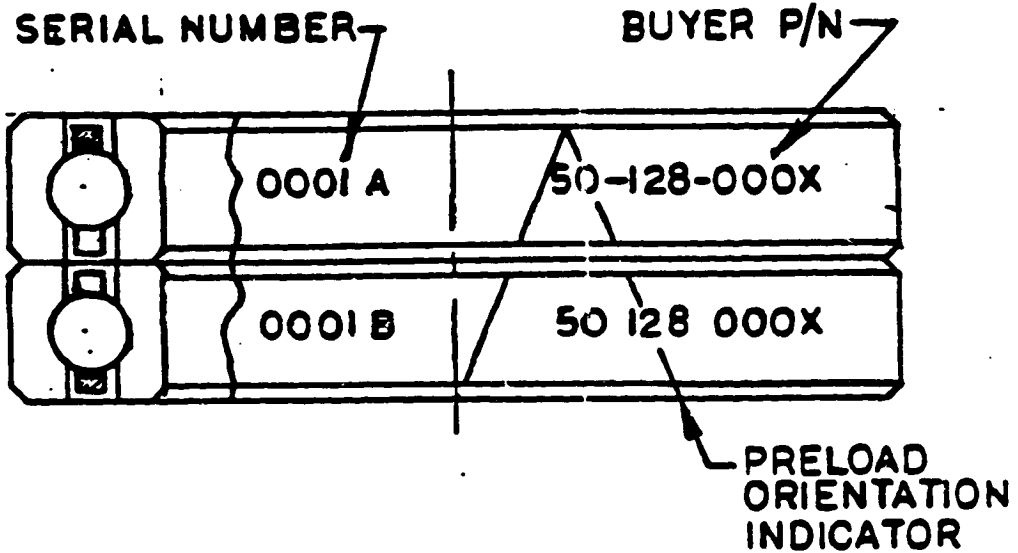 SERIAL NUMBER
BUYER P/N
0001 A
50-128-000X
0001 B
50 128 000X
PRELOAD
ORIENTATION
INDICATOR